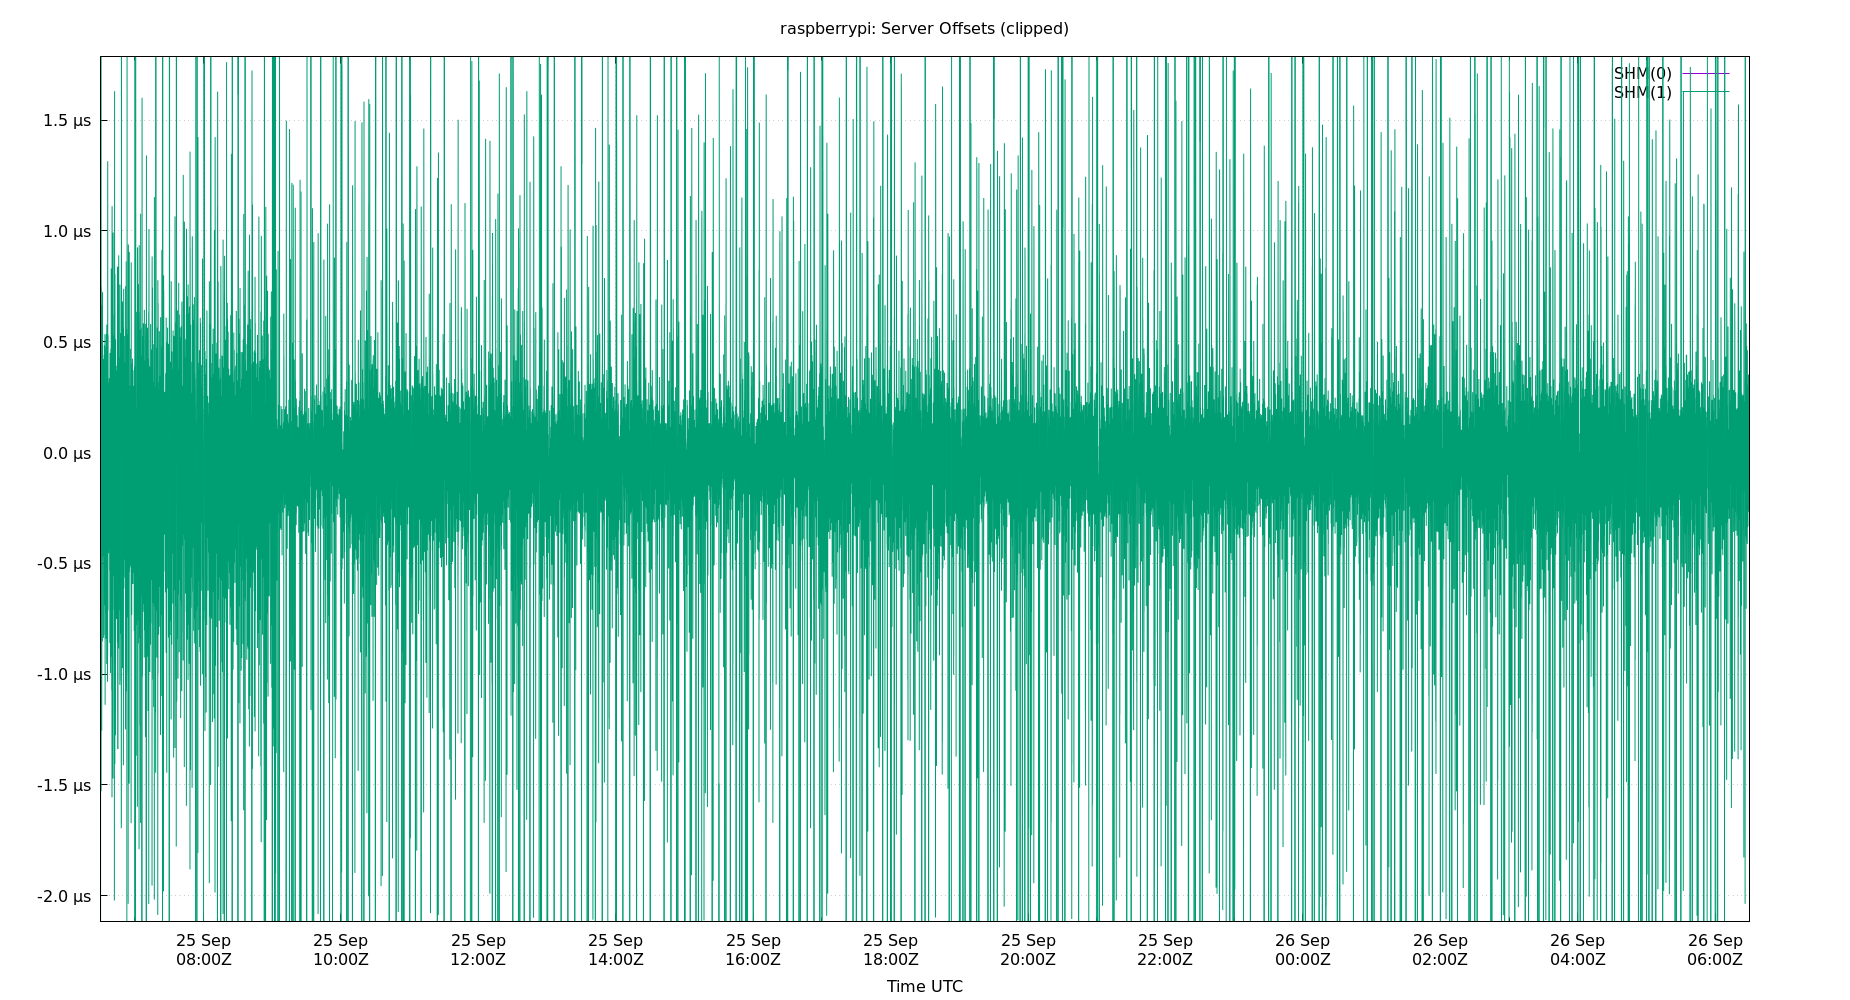 raspberrypi: Server Offsets (clipped)
SHM(0)
SHM(1)
1.5 µs
1.0 µs
0.5 µs
0.0 µs
-0.5 µs
-1.0 µs
-1.5 µs
-2.0 µs
25 Sep 25 Sep 25 Sep 25 Sep 25 Sep 25 Sep 25 Sep 25 Sep 26 Sep 26 Sep 26 Sep 26 Sep
08:00Z 10:00Z 12:00Z 14:00Z 16:00Z 18:00Z 20:00Z 22:00Z 00:00Z 02:00Z 04:00Z 06:00Z
Time UTC